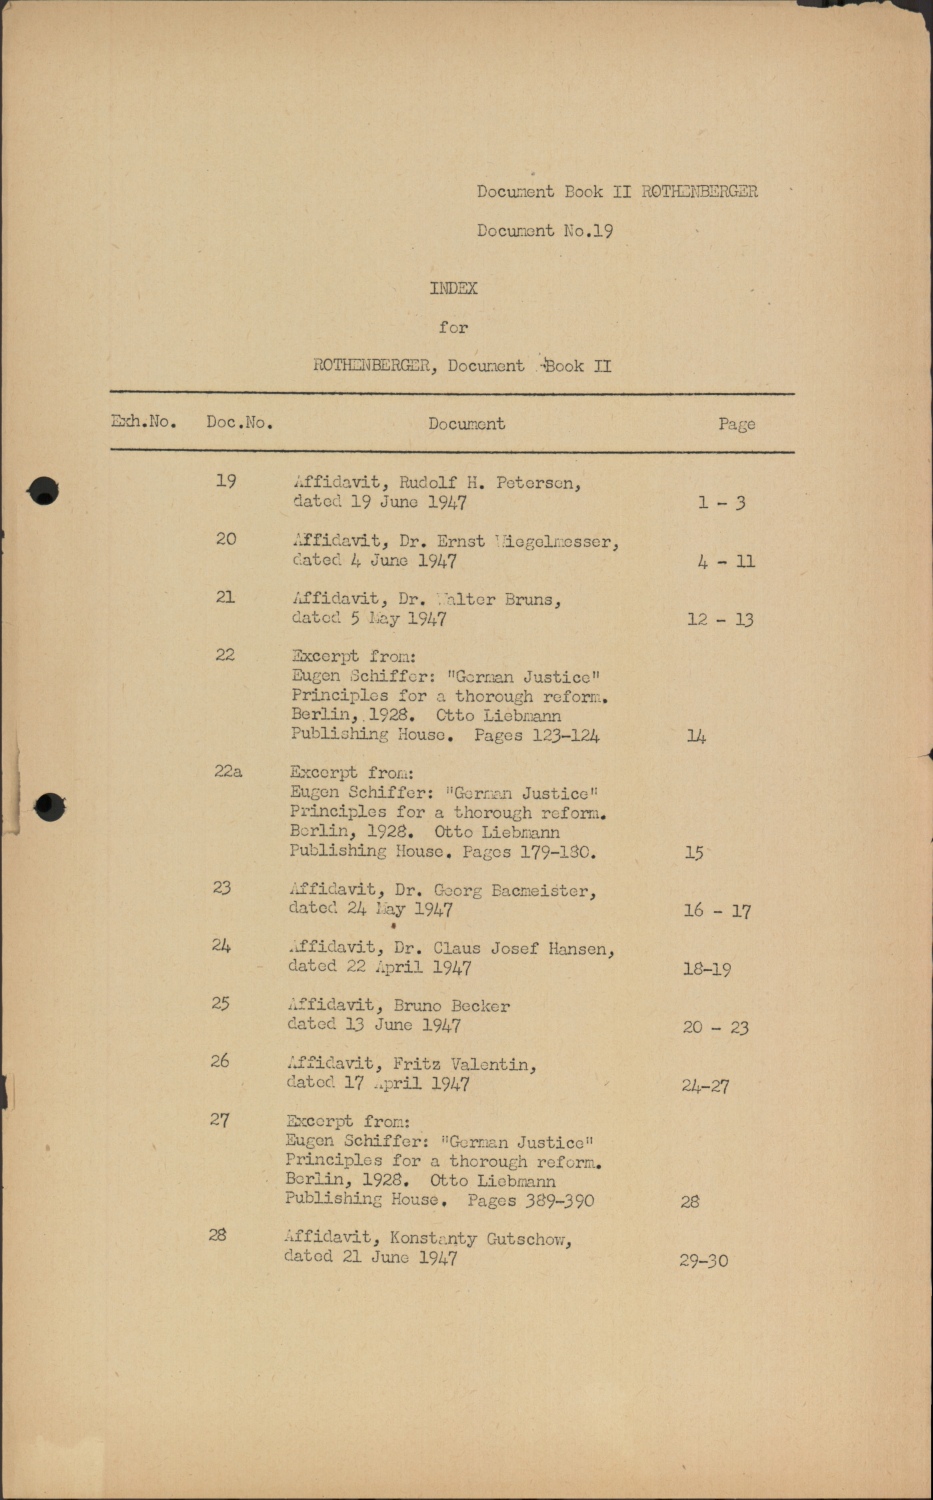 Document Book II ROTHENBERGER
Document No.19
INDEX
for
ROTHENBERGER, Document Book II
Exh.No. Doc.No. Document Page
19 Affidavit, Rudolf H. Petersen,
dated 19 June 1947 1 - 3
20 Affidavit, Dr. Ernst Wiegelmesser,
dated 4 June 1947 4 - 11
21 Affidavit, Dr. Walter Bruns,
dated 5 May 1947 12 - 13
22 Excerpt from:
Eugen Schiffer: "German Justice"
Principles for a thorough reform.
Berlin, 1928. Otto Liebmann
Publishing House. Pages 123-124 14
22a Excerpt from:
Eugen Schiffer: "German Justice"
Principles for a thorough reform.
Berlin, 1928. Otto Liebmann
Publishing House. Pages 179-180. 15
23 Affidavit, Dr. Georg Bacmeister,
dated 24 May 1947 16 - 17
24 Affidavit, Dr. Claus Josef Hansen,
dated 22 April 1947 18-19
25 Affidavit, Bruno Becker
dated 13 June 1947 20 - 23
26 Affidavit, Fritz Valentin,
dated 17 April 1947 24-27
27 Excerpt from:
Eugen Schiffer: "German Justice"
Principles for a thorough reform.
Berlin, 1928. Otto Liebmann
Publishing House. Pages 389-390 28
28 Affidavit, Konstanty Gutschow,
dated 21 June 1947 29-30